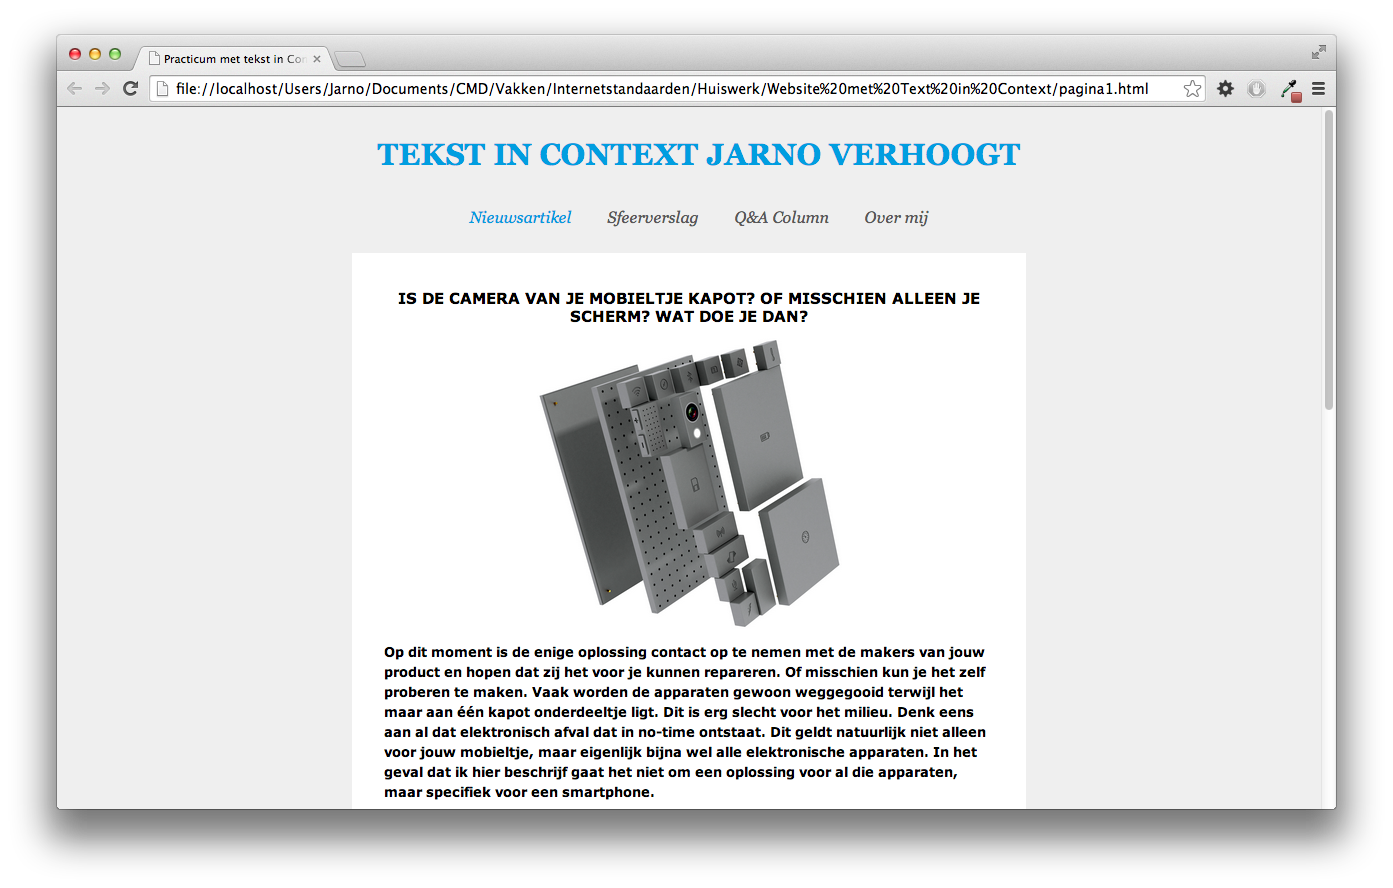 Practicum met tekst in Con
file://localhost/Users/Jarno/Documents/CMD/Vakken/Internetstandaarden/Huiswerk/Website%20met%20Text%20in%20Context/pagina1.html
TEKST IN CONTEXT JARNO VERHOOGT
Nieuwsartikel Sfeerverslag Q&A Column Over mij
IS DE CAMERA VAN JE MOBIELTJE KAPOT? OF MISSCHIEN ALLEEN JE
SCHERM? WAT DOE JE DAN?
Op dit moment is de enige oplossing contact op te nemen met de makers van jouw
product en hopen dat zij het voor je kunnen repareren. Of misschien kun je het zelf
proberen te maken. Vaak worden de apparaten gewoon weggegooid terwijl het
maar aan één kapot onderdeeltje ligt. Dit is erg slecht voor het milieu. Denk eens
aan al dat elektronisch afval dat in no-time ontstaat. Dit geldt natuurlijk niet alleen
voor jouw mobieltje, maar eigenlijk bijna wel alle elektronische apparaten. In het
geval dat ik hier beschrijf gaat het niet om een oplossing voor al die apparaten,
maar specifiek voor een smartphone.